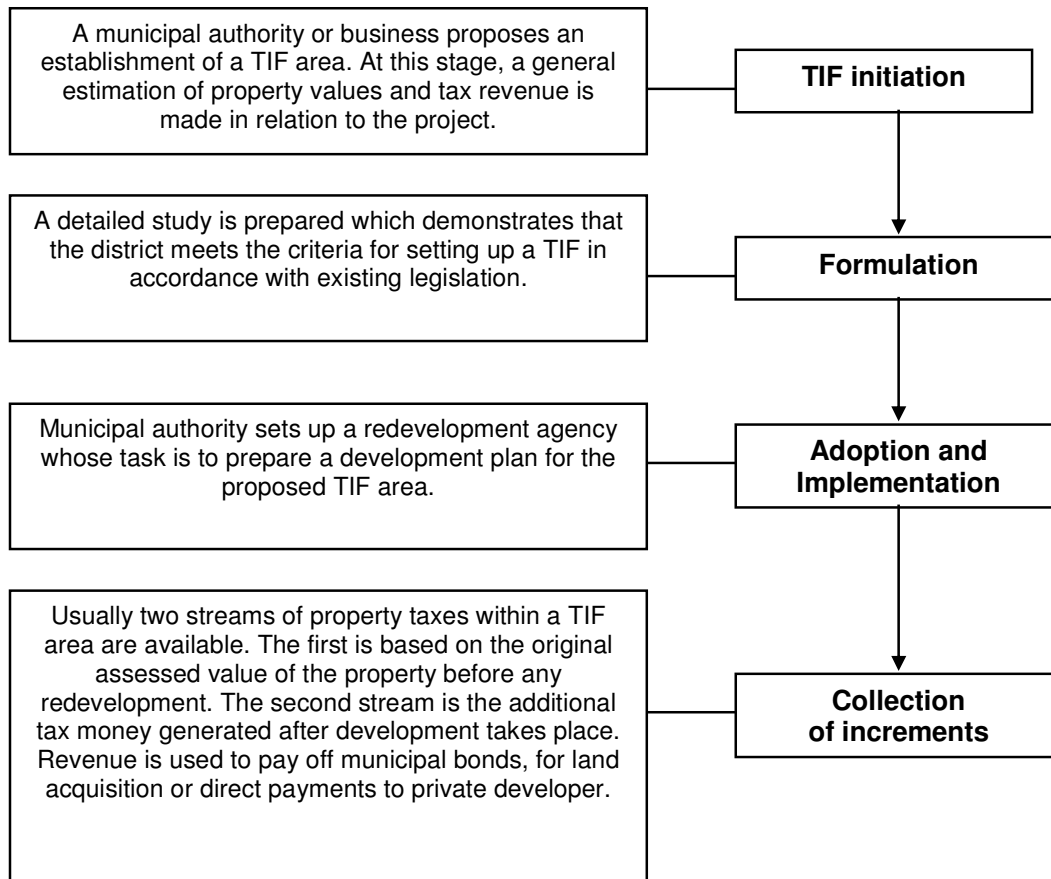 A municipal authority or business proposes an
establishment of a TIF area. At this stage, a general
estimation of property values and tax revenue is
made in relation to the project.
TIF initiation
A detailed study is prepared which demonstrates that
the district meets the criteria for setting up a TIF in
accordance with existing legislation.
Formulation
Municipal authority sets up a redevelopment agency
whose task is to prepare a development plan for the
proposed TIF area.
Adoption and
Implementation
Usually two streams of property taxes within a TIF
area are available. The first is based on the original
assessed value of the property before any
redevelopment. The second stream is the additional
tax money generated after development takes place.
Revenue is used to pay off municipal bonds, for land
acquisition or direct payments to private developer.
Collection
of increments